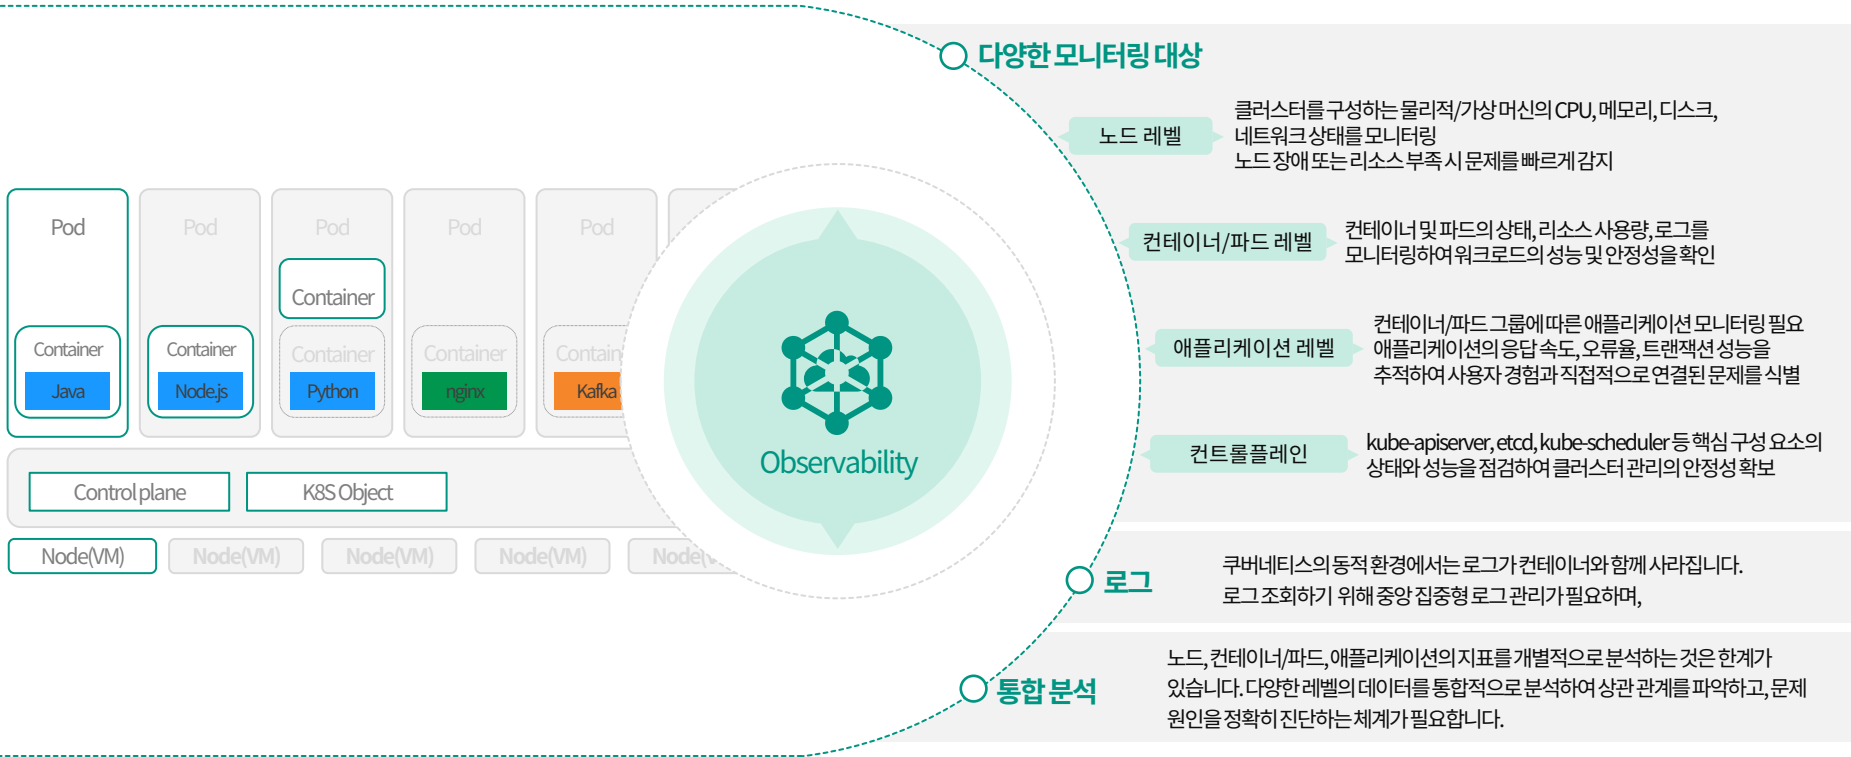 다양한 모니터링 대상
노드 레벨
클러스터를 구성하는 물리적/가상 머신의 CPU, 메모리, 디스크,
네트워크 상태를 모니터링
노드 장애 또는 리소스 부족 시 문제를 빠르게 감지
컨테이너/파드 레벨
컨테이너 및 파드의 상태, 리소스 사용량, 로그를
모니터링하여 워크로드의 성능 및 안정성을 확인
애플리케이션 레벨
컨테이너/파드 그룹에 따른 애플리케이션 모니터링 필요
애플리케이션의 응답 속도, 오류율, 트랜잭션 성능을
추적하여 사용자 경험과 직접적으로 연결된 문제를 식별
컨트롤플레인
kube-apiserver, etcd, kube-scheduler 등 핵심 구성 요소의
상태와 성능을 점검하여 클러스터 관리의 안정성 확보
로그
쿠버네티스의 동적 환경에서는 로그가 컨테이너와 함께 사라집니다.
로그 조회하기 위해 중앙 집중형 로그 관리가 필요하며,
통합 분석
노드, 컨테이너/파드, 애플리케이션의 지표를 개별적으로 분석하는 것은 한계가
있습니다. 다양한 레벨의 데이터를 통합적으로 분석하여 상관 관계를 파악하고, 문제
원인을 정확히 진단하는 체계가 필요합니다.
Pod
Container
Java
Pod
Container
Node.js
Pod
Container
Container
Python
Pod
Container
nginx
Pod
Kafka
Observability
Control plane
K8S Object
Node(VM)
Node(VM)
Node(VM)
Node(VM)